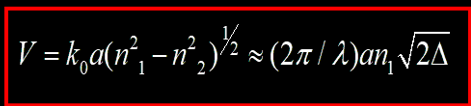 V = k₀a(n²₁ − n²₂)^½ ≈ (2π / λ)an₁√2Δ